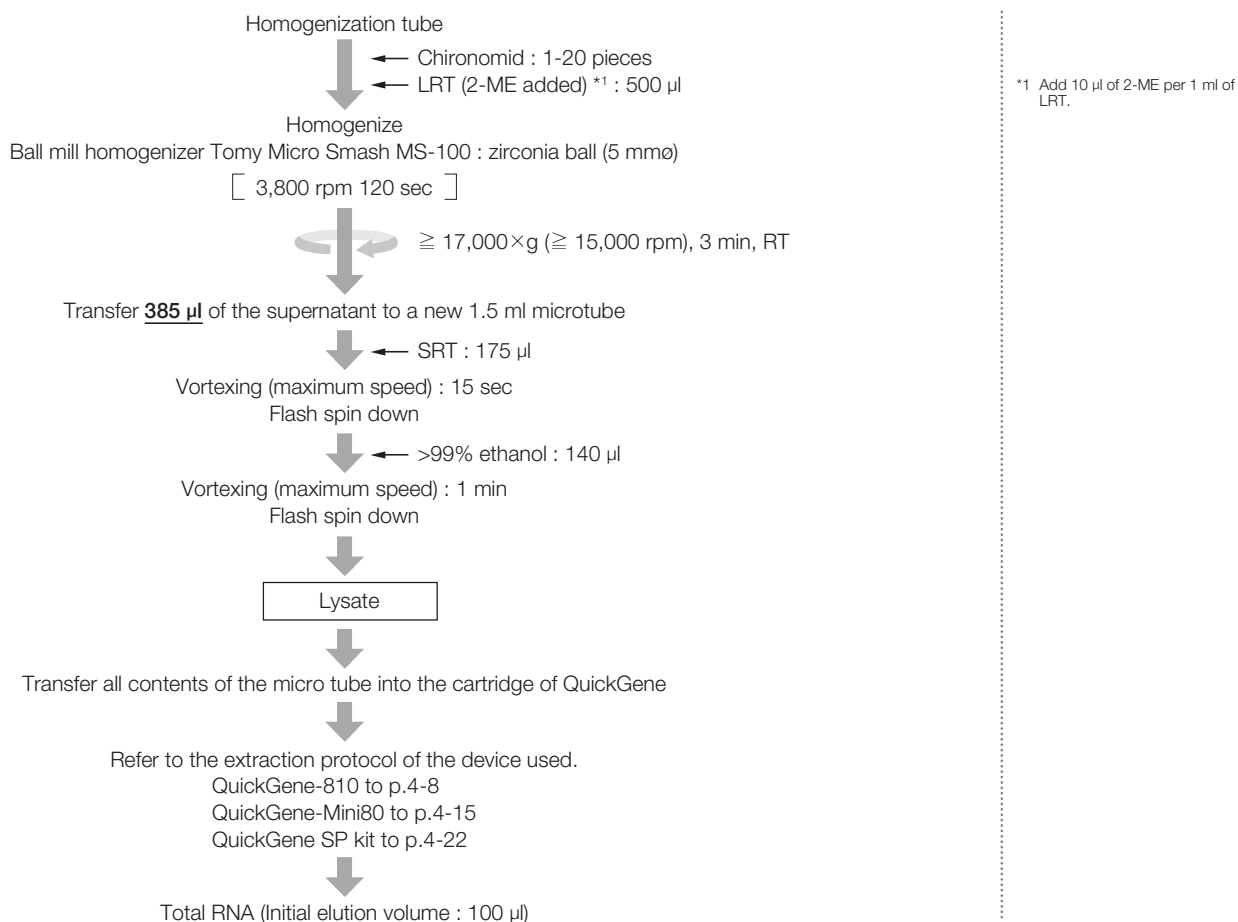 Homogenization tube
Chironomid : 1-20 pieces
LRT (2-ME added) *1 : 500 µl
*1 Add 10 µl of 2-ME per 1 ml of
LRT.
Homogenize
Ball mill homogenizer Tomy Micro Smash MS-100 : zirconia ball (5 mmø)
[ 3,800 rpm 120 sec ]
≧ 17,000×g (≧ 15,000 rpm), 3 min, RT
Transfer 385 µl of the supernatant to a new 1.5 ml microtube
SRT : 175 µl
Vortexing (maximum speed) : 15 sec
Flash spin down
>99% ethanol : 140 µl
Vortexing (maximum speed) : 1 min
Flash spin down
Lysate
Transfer all contents of the micro tube into the cartridge of QuickGene
Refer to the extraction protocol of the device used.
QuickGene-810 to p.4-8
QuickGene-Mini80 to p.4-15
QuickGene SP kit to p.4-22
Total RNA (Initial elution volume : 100 µl)